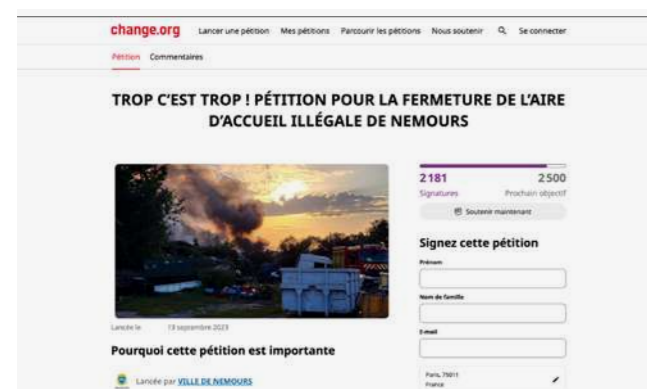 change.org Lancer une pétition Mes pétitions Parcourir les pétitions Nous soutenir Se connecter
Pétition Commentaires
TROP C'EST TROP ! PÉTITION POUR LA FERMETURE DE L'AIRE
D'ACCUEIL ILLÉGALE DE NEMOURS
2 181 2 500
Signatures Prochain objectif
Soutenir maintenant
Signez cette pétition
Prénom
Nom de famille
E-mail
Paris, 75011
France
Lancée le 13 septembre 2023
Pourquoi cette pétition est importante
Lancée par VILLE DE NEMOURS